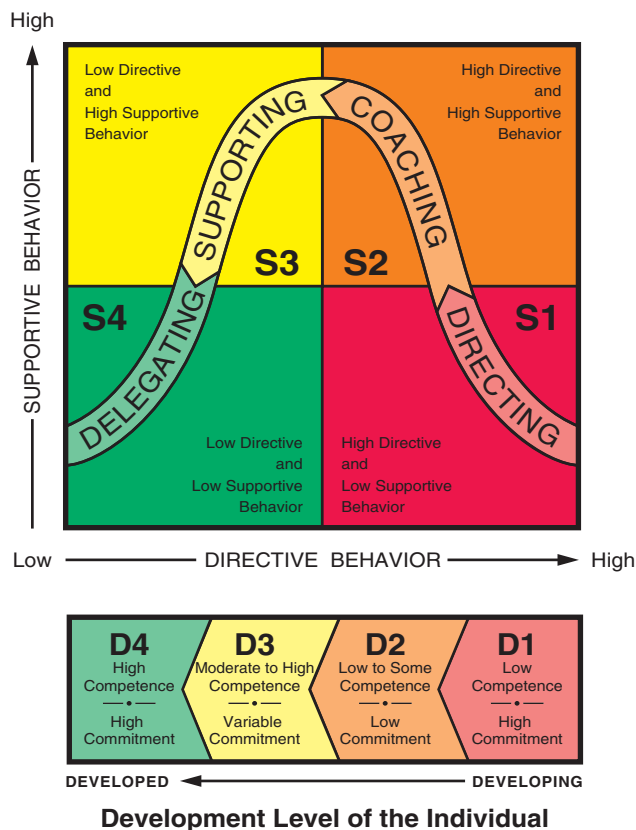 High
SUPPORTIVE BEHAVIOR
Low Directive
and
High Supportive
Behavior
High Directive
and
High Supportive
Behavior
SUPPORTING
COACHING
S3
S2
S4
S1
DELEGATING
DIRECTING
Low Directive
and
Low Supportive
Behavior
High Directive
and
Low Supportive
Behavior
Low
DIRECTIVE BEHAVIOR
High
D4
High
Competence
High
Commitment
D3
Moderate to High
Competence
Variable
Commitment
D2
Low to Some
Competence
Low
Commitment
D1
Low
Competence
High
Commitment
DEVELOPED
DEVELOPING
Development Level of the Individual